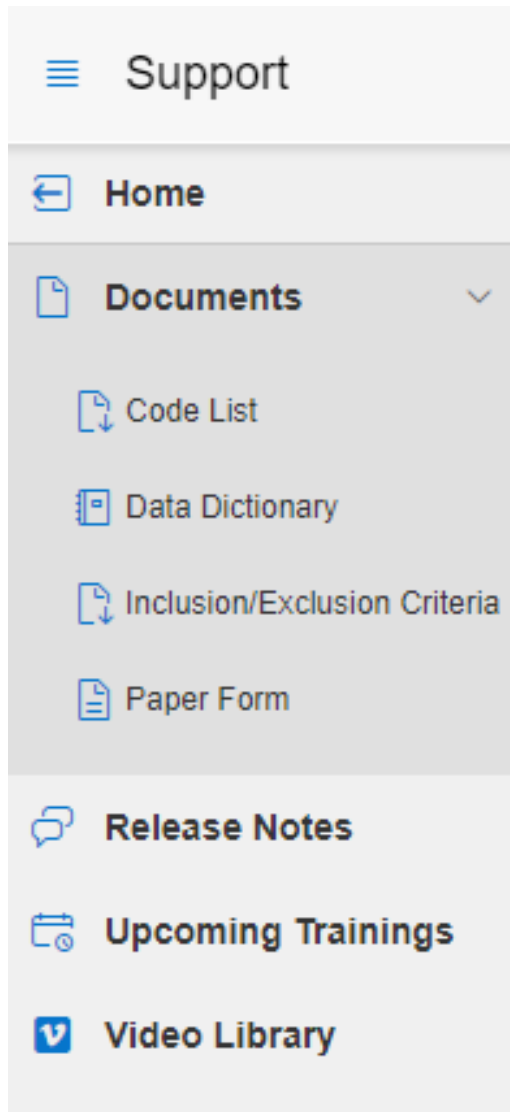 Support
Home
Documents
Code List
Data Dictionary
Inclusion/Exclusion Criteria
Paper Form
Release Notes
Upcoming Trainings
Video Library